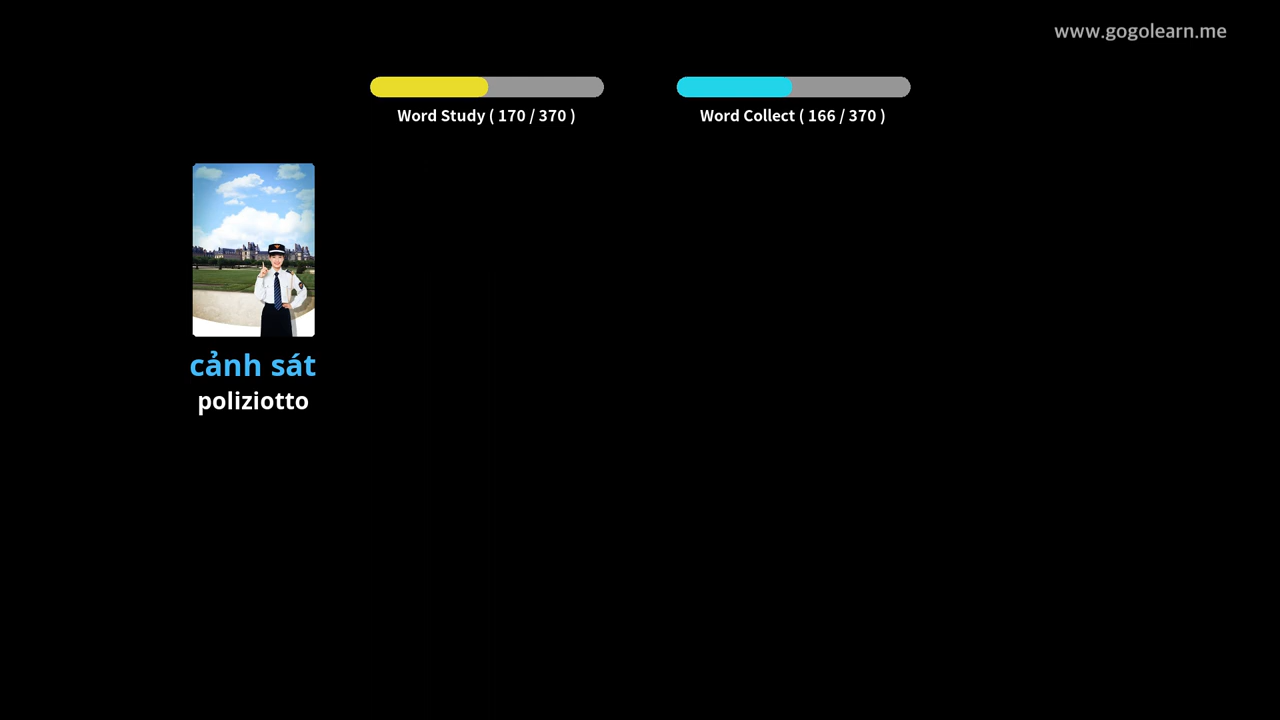 www.gogolearn.me
Word Study ( 170 / 370 )
Word Collect ( 166 / 370 )
cảnh sát
poliziotto